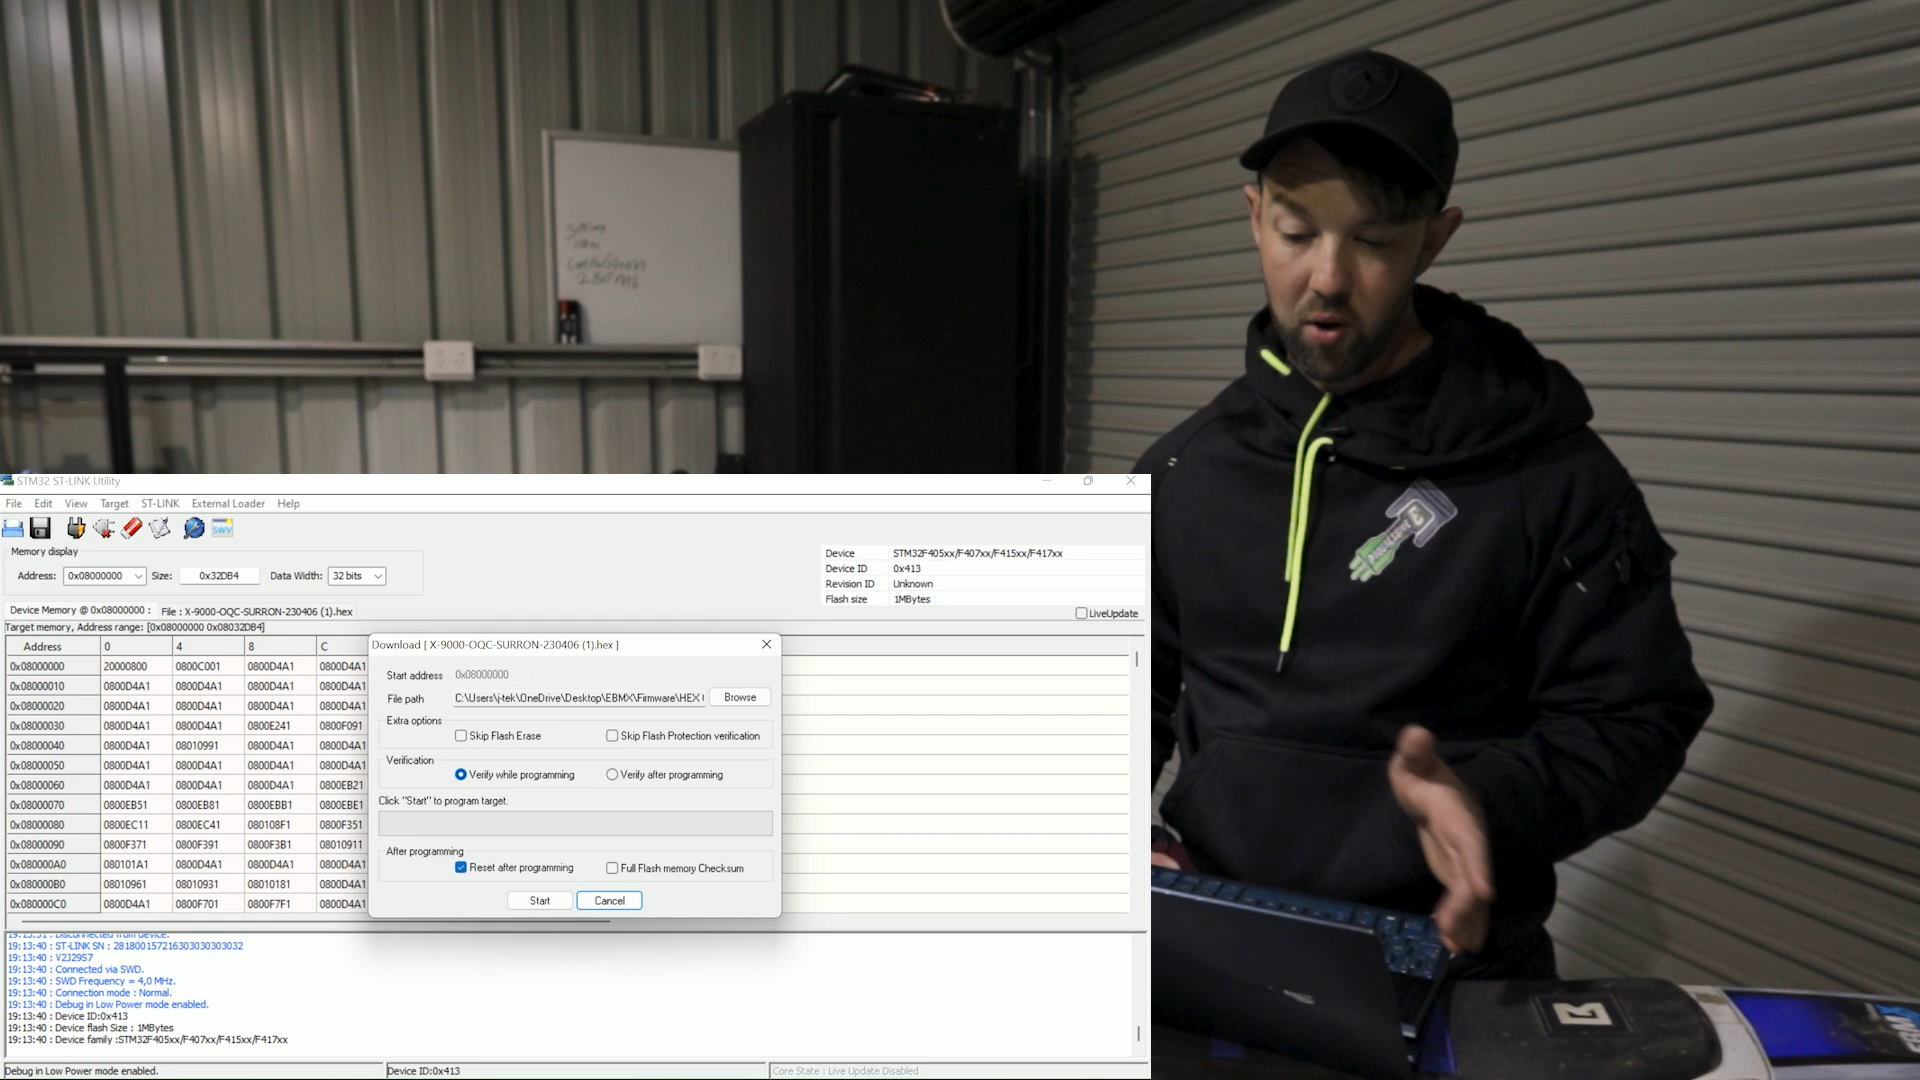 280ML
STM32 ST-LINK Utility
File Edit View Target ST-LINK External Loader Help
SWV
Memory display
Address: 0x08000000 Size: 0x32DB4 Data Width: 32 bits
Device STM32F405xx/F407xx/F415xx/F417xx
Device ID 0x413
Revision ID Unknown
Flash size 1MBytes
Device Memory @ 0x08000000 : File : X-9000-OQC-SURRON-230406 (1).hex
LiveUpdate
Target memory, Address range: [0x08000000 0x08032DB4]
Address 0 4 8 C
0x08000000 20000800 0800C001 0800D4A1 0800D4A1
0x08000010 0800D4A1 0800D4A1 0800D4A1 0800D4A1
0x08000020 0800D4A1 0800D4A1 0800D4A1 0800D4A1
0x08000030 0800D4A1 0800D4A1 0800E241 0800F091
0x08000040 0800D4A1 08010991 0800D4A1 0800D4A1
0x08000050 0800D4A1 0800D4A1 0800D4A1 0800D4A1
0x08000060 0800D4A1 0800D4A1 0800D4A1 0800EB21
0x08000070 0800EB51 0800EB81 0800EBB1 0800EBE1
0x08000080 0800EC11 0800EC41 080108F1 0800F351
0x08000090 0800F371 0800F391 0800F3B1 08010911
0x080000A0 080101A1 0800D4A1 0800D4A1 0800D4A1
0x080000B0 08010961 08010931 08010181 0800D4A1
0x080000C0 0800D4A1 0800F701 0800F7F1 0800D4A1
Download [ X-9000-OQC-SURRON-230406 (1).hex ]
Start address 0x08000000
File path C:\Users\j-tek\OneDrive\Desktop\EBMX\Firmware\HEX Browse
Extra options
Skip Flash Erase Skip Flash Protection verification
Verification
Verify while programming Verify after programming
Click "Start" to program target.
After programming
Reset after programming Full Flash memory Checksum
Start Cancel
19:13:31 : Disconnected from device.
19:13:40 : ST-LINK SN : 281800157216303030303032
19:13:40 : V2J29S7
19:13:40 : Connected via SWD.
19:13:40 : SWD Frequency = 4,0 MHz.
19:13:40 : Connection mode : Normal.
19:13:40 : Debug in Low Power mode enabled.
19:13:40 : Device ID:0x413
19:13:40 : Device flash Size : 1MBytes
19:13:40 : Device family :STM32F405xx/F407xx/F415xx/F417xx
Debug in Low Power mode enabled. Device ID:0x413 Core State : Live Update Disabled